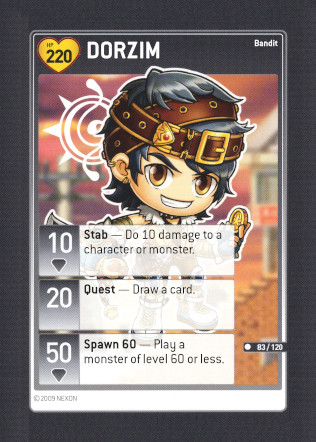 HP
220
DORZIM
Bandit
10
Stab — Do 10 damage to a
character or monster.
20
Quest — Draw a card.
50
Spawn 60 — Play a
monster of level 60 or less.
83 / 120
© 2009 NEXON